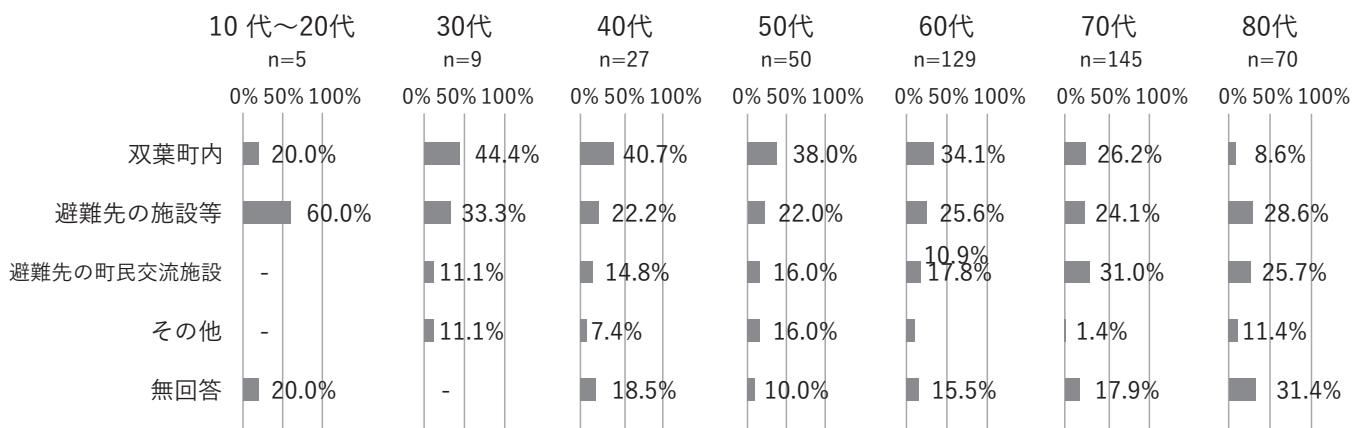 10 代～20代 30代 40代 50代 60代 70代 80代
n=5 n=9 n=27 n=50 n=129 n=145 n=70
0% 50% 100% 0% 50% 100% 0% 50% 100% 0% 50% 100% 0% 50% 100% 0% 50% 100% 0% 50% 100%
双葉町内 20.0% 44.4% 40.7% 38.0% 34.1% 26.2% 8.6%
避難先の施設等 60.0% 33.3% 22.2% 22.0% 25.6% 24.1% 28.6%
10.9%
避難先の町民交流施設 - 11.1% 14.8% 16.0% 17.8% 31.0% 25.7%
その他 - 11.1% 7.4% 16.0% 1.4% 11.4%
無回答 20.0% - 18.5% 10.0% 15.5% 17.9% 31.4%